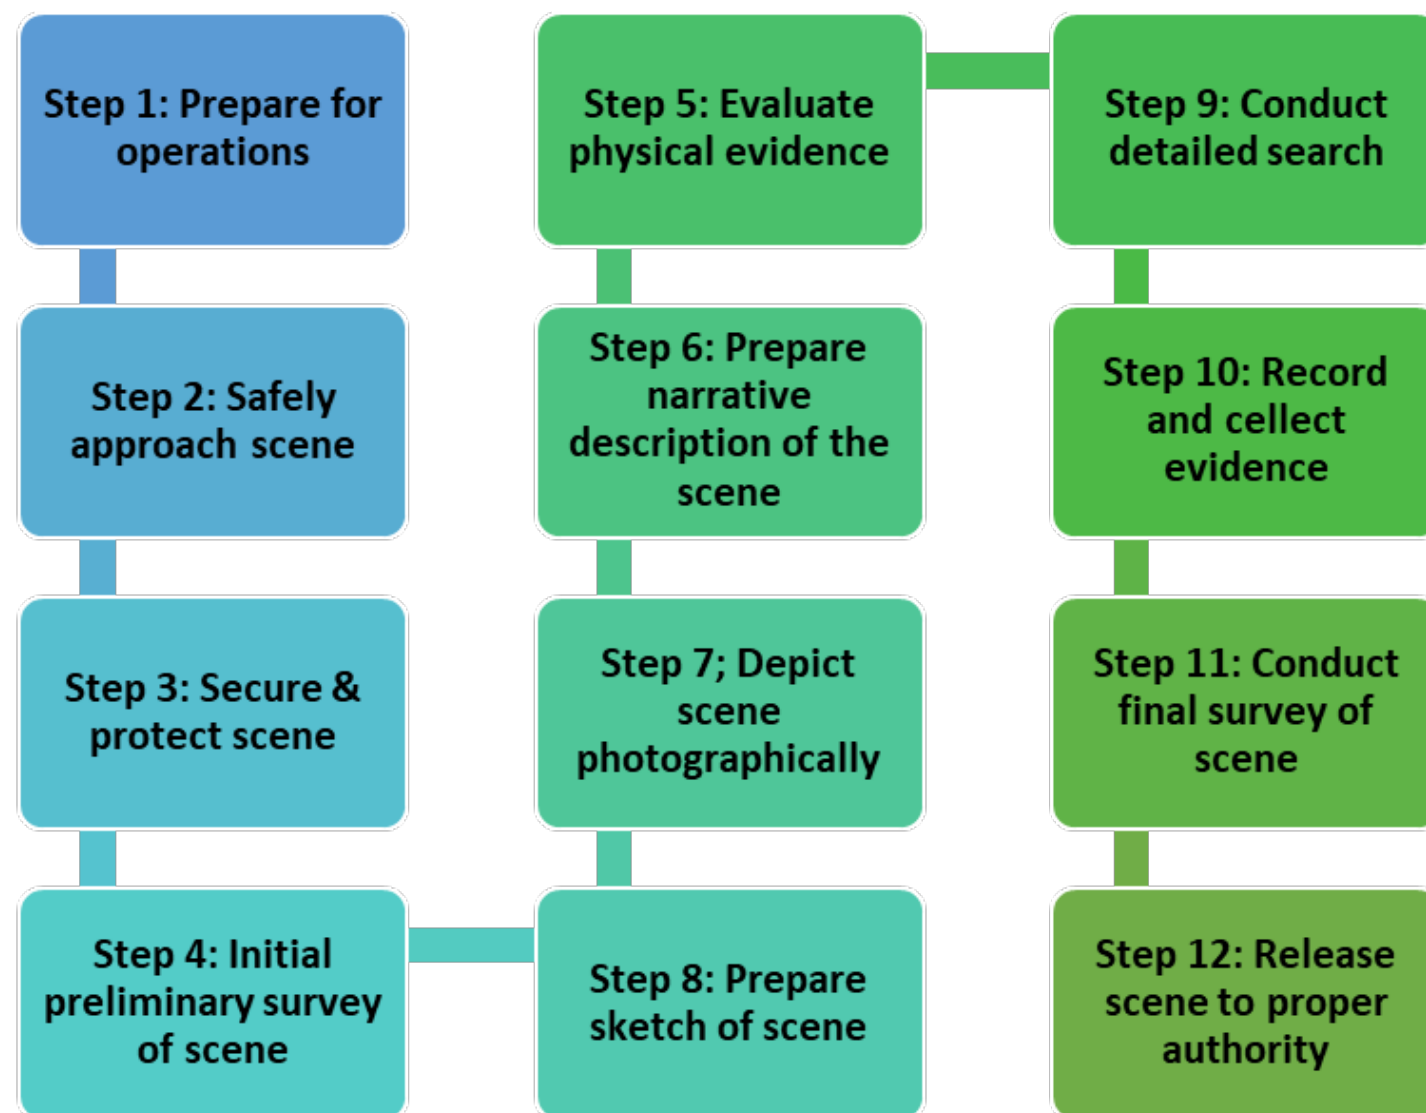 Step 1: Prepare for
operations
Step 2: Safely
approach scene
Step 3: Secure &
protect scene
Step 4: Initial
preliminary survey
of scene
Step 5: Evaluate
physical evidence
Step 6: Prepare
narrative
description of the
scene
Step 7; Depict
scene
photographically
Step 8: Prepare
sketch of scene
Step 9: Conduct
detailed search
Step 10: Record
and cellect
evidence
Step 11: Conduct
final survey of
scene
Step 12: Release
scene to proper
authority